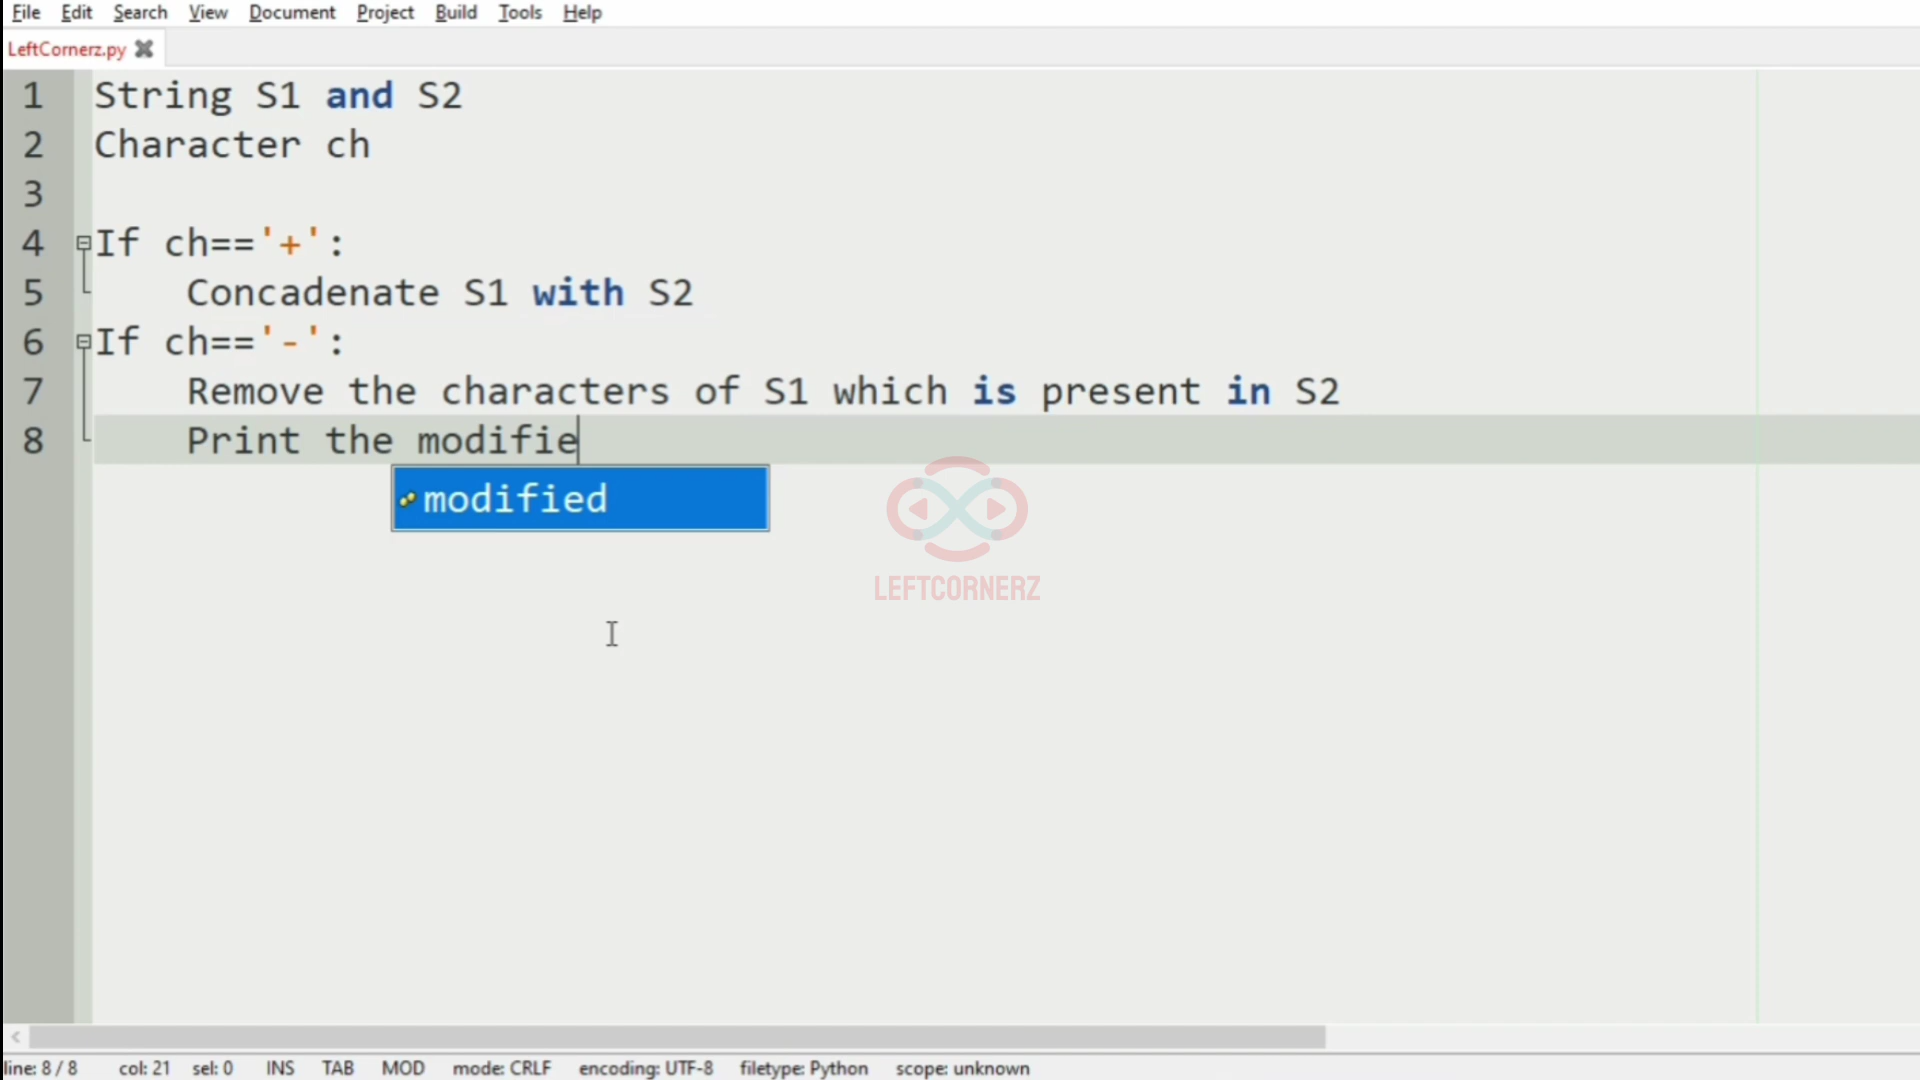 File Edit Search View Document Project Build Tools Help
LeftCornerz.py
1 String S1 and S2
2 Character ch
3
4 If ch=='+':
5 Concadenate S1 with S2
6 If ch=='-':
7 Remove the characters of S1 which is present in S2
8 Print the modifie
modified
LEFTCORNERZ
line: 8 / 8 col: 21 sel: 0 INS TAB MOD mode: CRLF encoding: UTF-8 filetype: Python scope: unknown